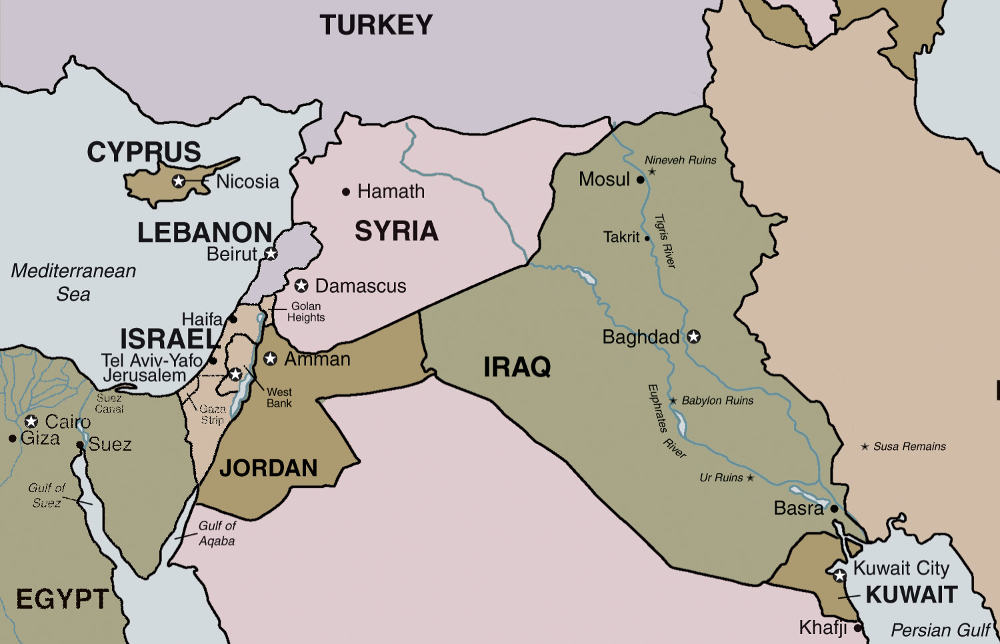 TURKEY
CYPRUS
Nicosia
Nineveh Ruins
Mosul
Hamath
SYRIA
LEBANON
Beirut
Takrit
Tigris River
Mediterranean
Sea
Damascus
Golan
Heights
Haifa
ISRAEL
Tel Aviv-Yafo
Jerusalem
Amman
Baghdad
IRAQ
West
Bank
Suez
Canal
Gaza
Strip
Euphrates River
Babylon Ruins
Cairo
Giza
Suez
Susa Remains
JORDAN
Ur Ruins
Gulf of
Suez
Basra
Gulf of
Aqaba
Kuwait City
EGYPT
KUWAIT
Khafji
Persian Gulf